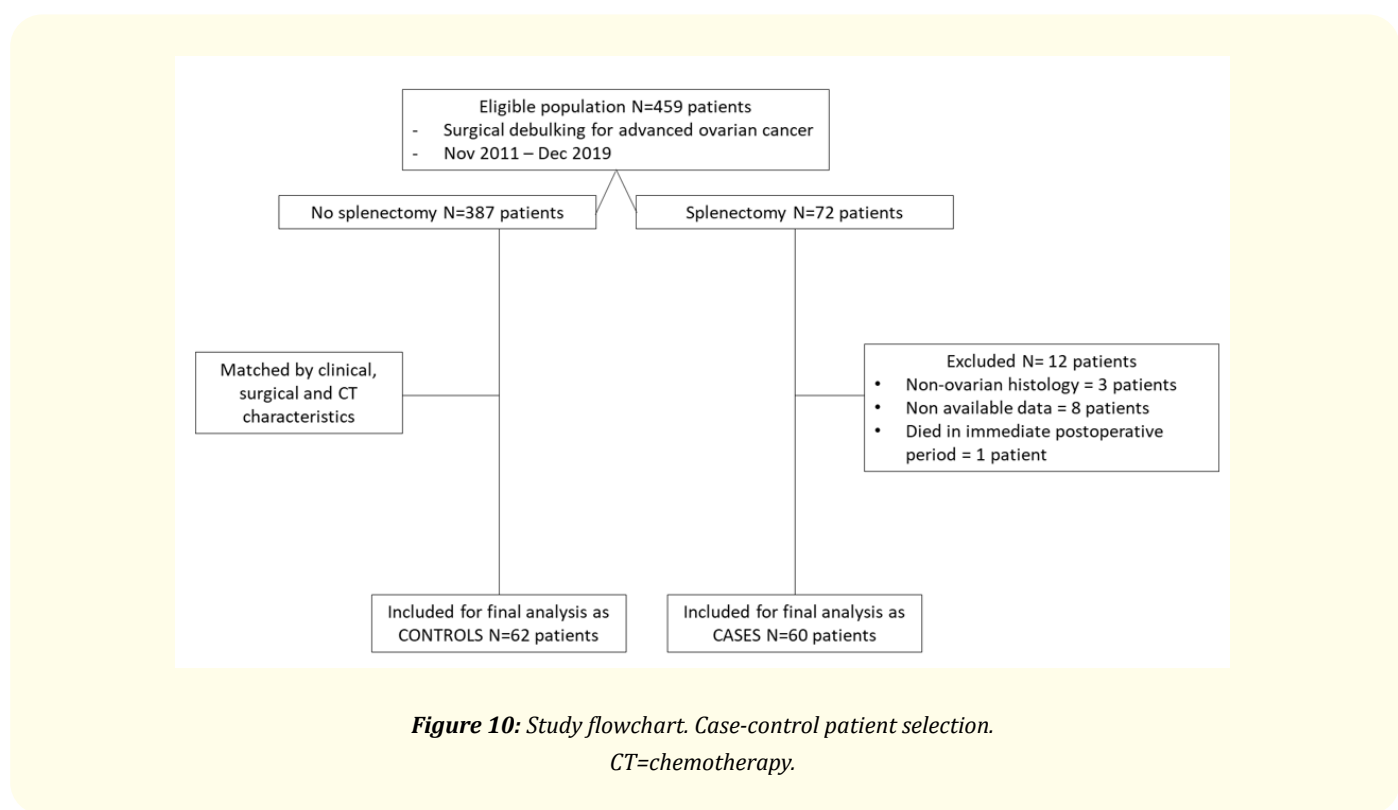 Eligible population N=459 patients
- Surgical debulking for advanced ovarian cancer
- Nov 2011 – Dec 2019
No splenectomy N=387 patients
Splenectomy N=72 patients
Matched by clinical,
surgical and CT
characteristics
Excluded N= 12 patients
• Non-ovarian histology = 3 patients
• Non available data = 8 patients
• Died in immediate postoperative
period = 1 patient
Included for final analysis as
CONTROLS N=62 patients
Included for final analysis as
CASES N=60 patients
Figure 10: Study flowchart. Case-control patient selection.
CT=chemotherapy.